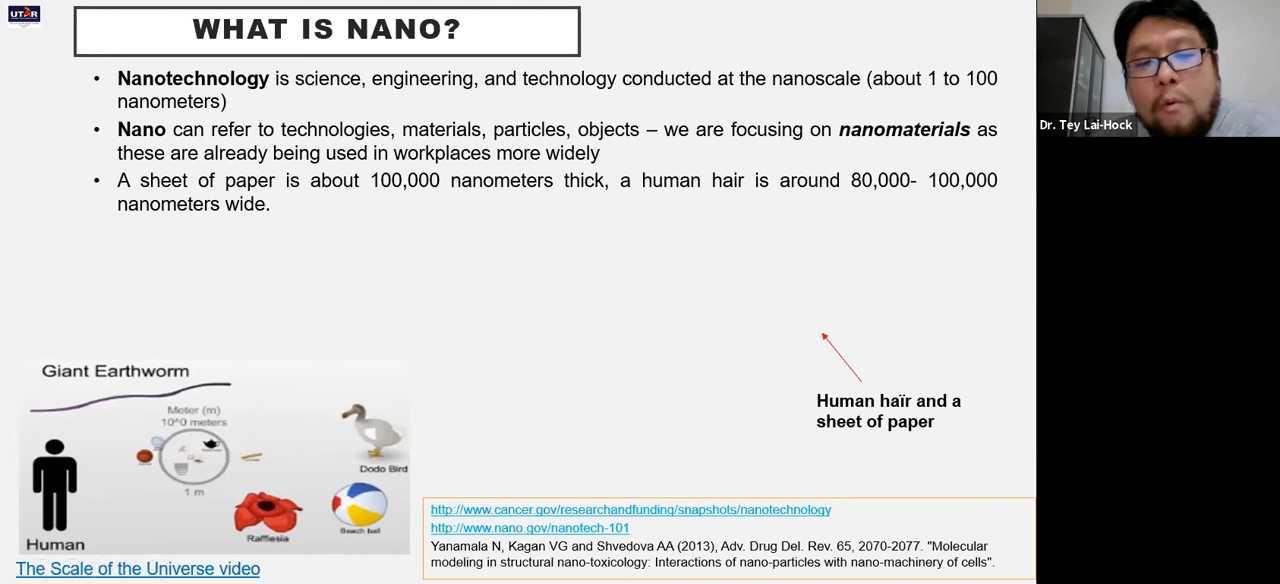 UTAR
WHAT IS NANO?
• Nanotechnology is science, engineering, and technology conducted at the nanoscale (about 1 to 100
nanometers)
• Nano can refer to technologies, materials, particles, objects – we are focusing on nanomaterials as
these are already being used in workplaces more widely
• A sheet of paper is about 100,000 nanometers thick, a human hair is around 80,000- 100,000
nanometers wide.
Dr. Tey Lai-Hock
Human haïr and a
sheet of paper
Giant Earthworm
Meter (m)
10^0 meters
1 m
Dodo Bird
Rafflesia
Beach ball
Human
The Scale of the Universe video
http://www.cancer.gov/researchandfunding/snapshots/nanotechnology
http://www.nano.gov/nanotech-101
Yanamala N, Kagan VG and Shvedova AA (2013), Adv. Drug Del. Rev. 65, 2070-2077. "Molecular
modeling in structural nano-toxicology: Interactions of nano-particles with nano-machinery of cells".